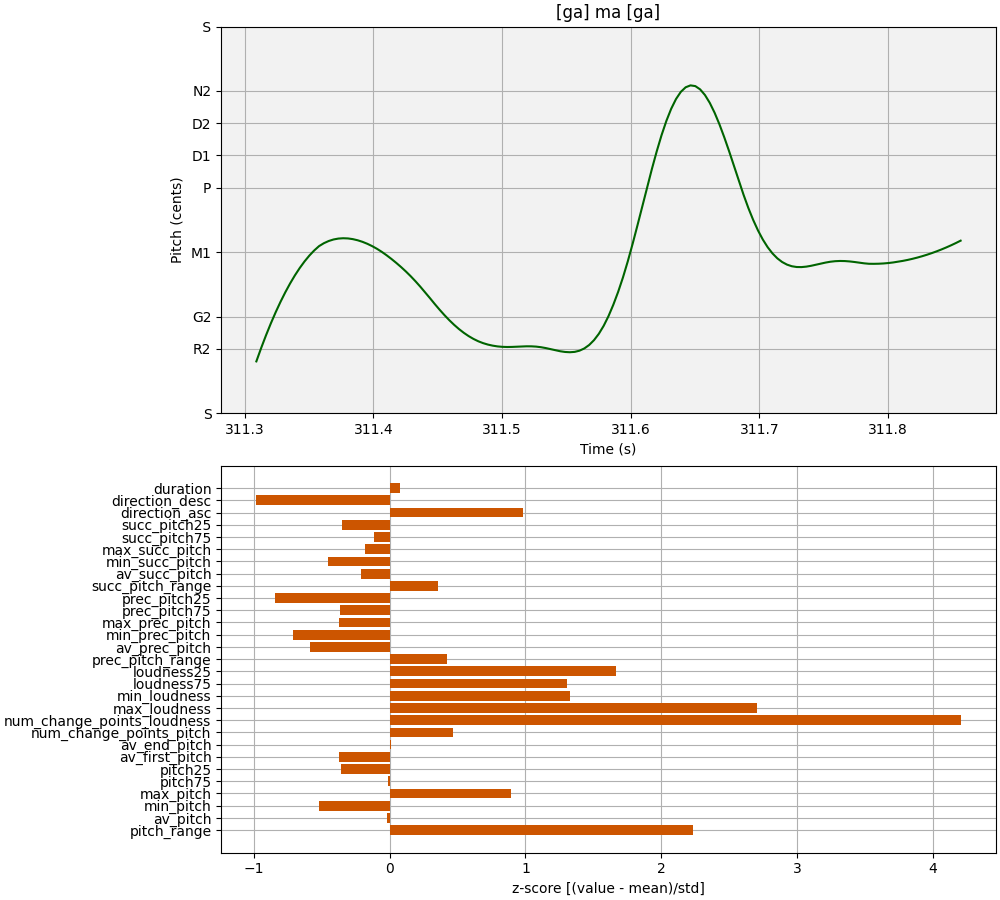 [ga] ma [ga]
S
N2
D2
D1
P
M1
G2
R2
S
Pitch (cents)
311.3 311.4 311.5 311.6 311.7 311.8
Time (s)
duration
direction_desc
direction_asc
succ_pitch25
succ_pitch75
max_succ_pitch
min_succ_pitch
av_succ_pitch
succ_pitch_range
prec_pitch25
prec_pitch75
max_prec_pitch
min_prec_pitch
av_prec_pitch
prec_pitch_range
loudness25
loudness75
min_loudness
max_loudness
num_change_points_loudness
num_change_points_pitch
av_end_pitch
av_first_pitch
pitch25
pitch75
max_pitch
min_pitch
av_pitch
pitch_range
−1 0 1 2 3 4
z-score [(value - mean)/std]